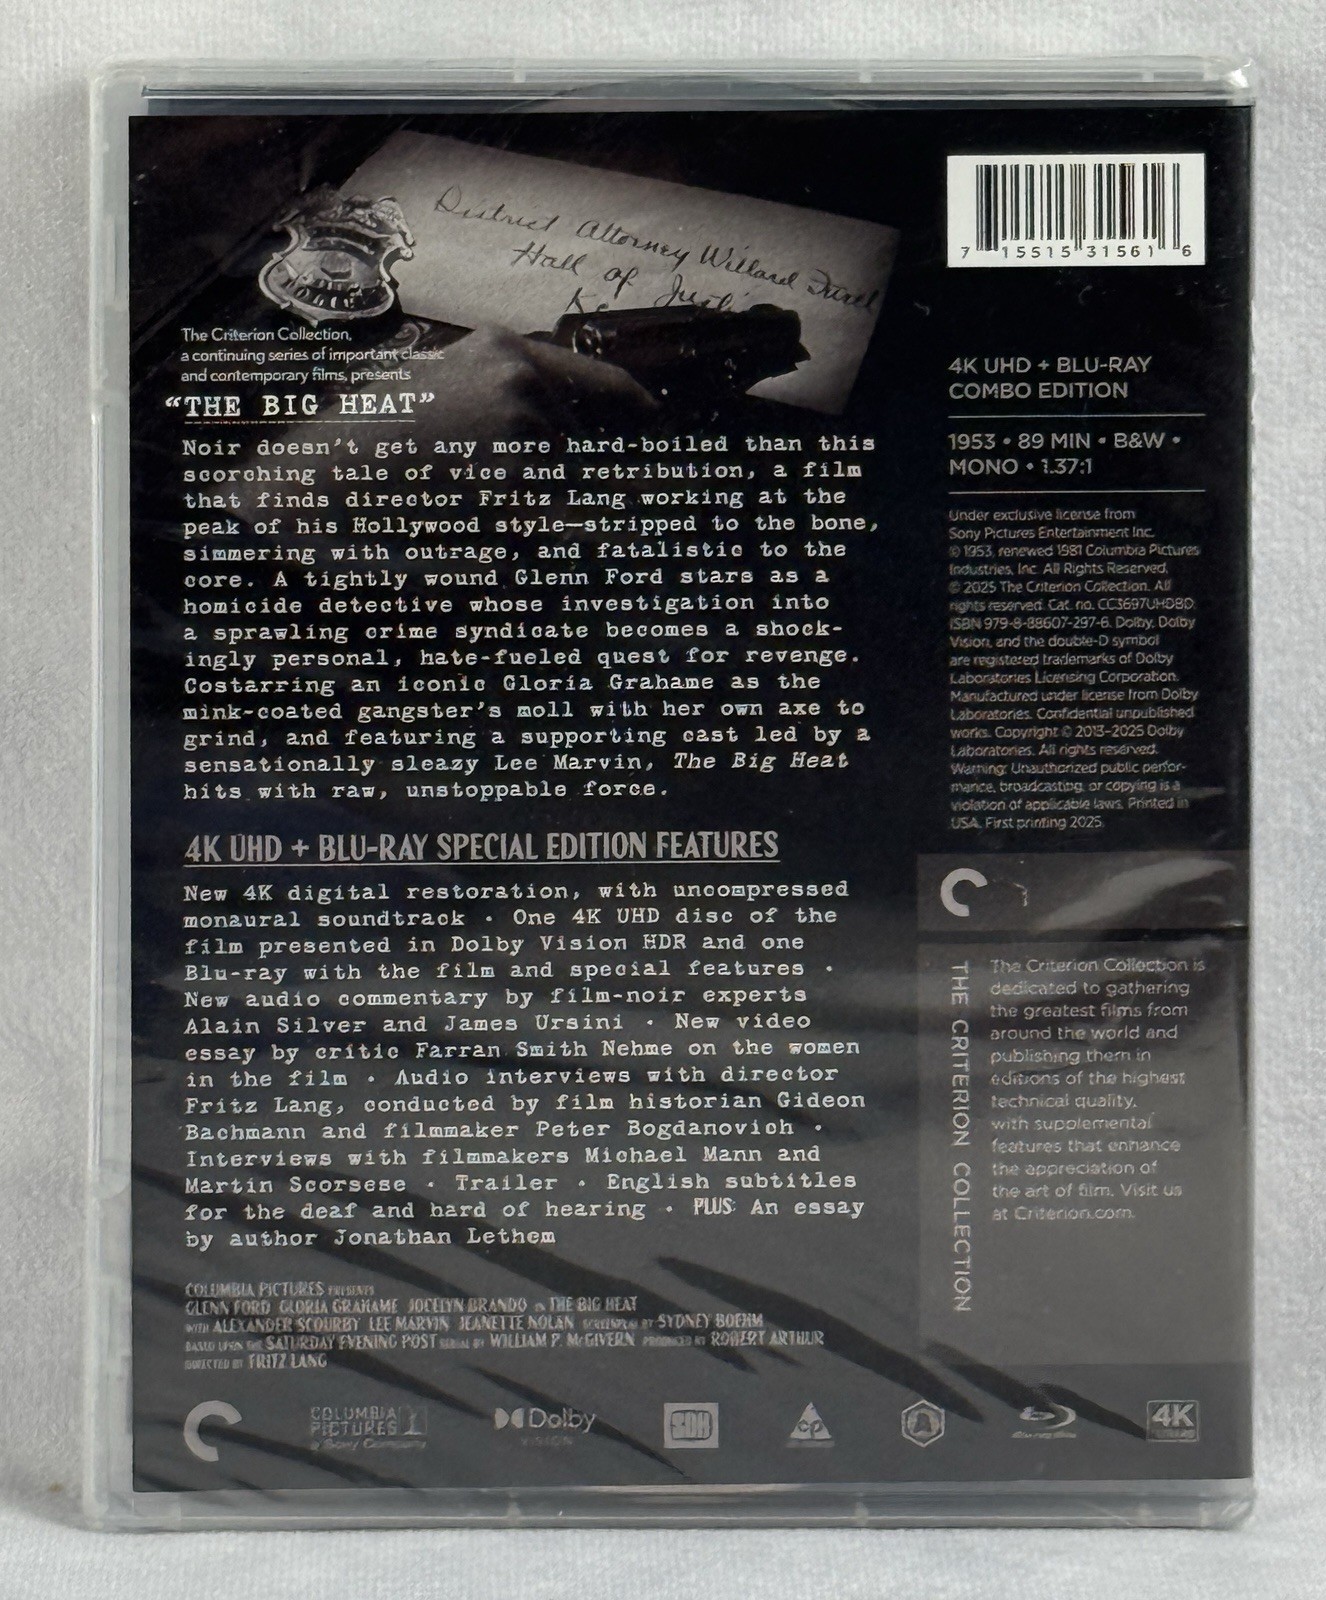 District Attorney Willard
Hall of
POLICE
The Criterion Collection,
a continuing series of important classic
and contemporary films, presents
“THE BIG HEAT”
Noir doesn’t get any more hard-boiled than this
scorching tale of vice and retribution, a film
that finds director Fritz Lang working at the
peak of his Hollywood style—stripped to the bone,
simmering with outrage, and fatalistic to the
core. A tightly wound Glenn Ford stars as a
homicide detective whose investigation into
a sprawling crime syndicate becomes a shock-
ingly personal, hate-fueled quest for revenge.
Costarring an iconic Gloria Grahame as the
mink-coated gangster’s moll with her own axe to
grind, and featuring a supporting cast led by a
sensationally sleazy Lee Marvin, The Big Heat
hits with raw, unstoppable force.
4K UHD + BLU-RAY SPECIAL EDITION FEATURES
New 4K digital restoration, with uncompressed
monaural soundtrack • One 4K UHD disc of the
film presented in Dolby Vision HDR and one
Blu-ray with the film and special features •
New audio commentary by film-noir experts
Alain Silver and James Ursini • New video
essay by critic Farran Smith Nehme on the women
in the film • Audio interviews with director
Fritz Lang, conducted by film historian Gideon
Bachmann and filmmaker Peter Bogdanovich •
Interviews with filmmakers Michael Mann and
Martin Scorsese • Trailer • English subtitles
for the deaf and hard of hearing • PLUS: An essay
by author Jonathan Lethem
COLUMBIA PICTURES PRESENTS
GLENN FORD GLORIA GRAHAME JOCELYN BRANDO IN THE BIG HEAT
WITH ALEXANDER SCOURBY LEE MARVIN JEANETTE NOLAN SCREENPLAY BY SYDNEY BOEHM
BASED UPON THE SATURDAY EVENING POST SERIAL BY WILLIAM P. McGIVERN PRODUCED BY ROBERT ARTHUR
DIRECTED BY FRITZ LANG
7 15515 31561 6
4K UHD + BLU-RAY
COMBO EDITION
1953 • 89 MIN • B&W •
MONO • 1.37:1
Under exclusive license from
Sony Pictures Entertainment Inc.
© 1953, renewed 1981 Columbia Pictures
Industries, Inc. All Rights Reserved.
© 2025 The Criterion Collection. All
rights reserved. Cat. no. CC3697UHDBD.
ISBN 979-8-88607-297-6. Dolby, Dolby
Vision, and the double-D symbol
are registered trademarks of Dolby
Laboratories Licensing Corporation.
Manufactured under license from Dolby
Laboratories. Confidential unpublished
works. Copyright © 2013–2025 Dolby
Laboratories. All rights reserved.
Warning: Unauthorized public perfor-
mance, broadcasting, or copying is a
violation of applicable laws. Printed in
USA. First printing 2025.
THE CRITERION COLLECTION
The Criterion Collection is
dedicated to gathering
the greatest films from
around the world and
publishing them in
editions of the highest
technical quality,
with supplemental
features that enhance
the appreciation of
the art of film. Visit us
at Criterion.com.
COLUMBIA
PICTURES
a Sony Company
Dolby
VISION
SDH
cp
4K